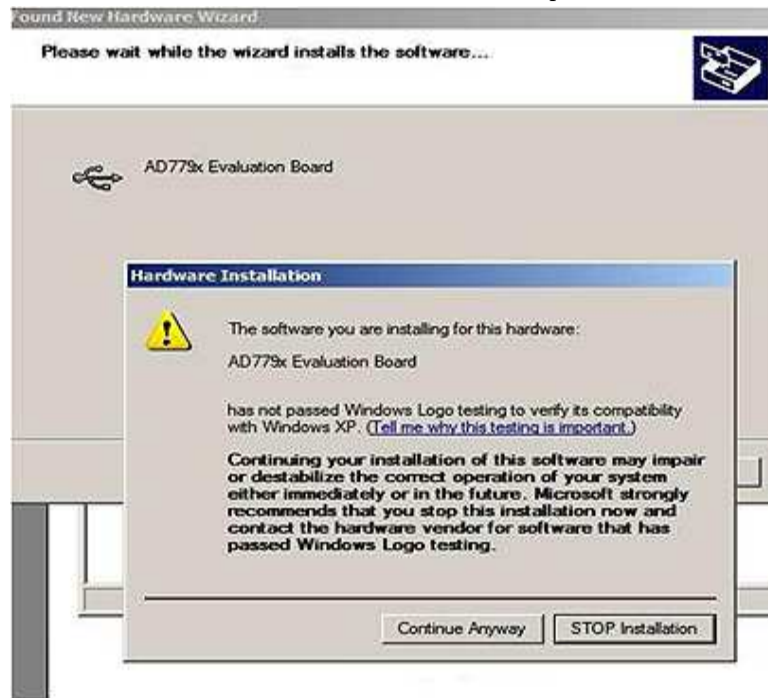 Found New Hardware Wizard
Please wait while the wizard installs the software...
AD779x Evaluation Board
Hardware Installation
The software you are installing for this hardware:
AD779x Evaluation Board
has not passed Windows Logo testing to verify its compatibility
with Windows XP. (Tell me why this testing is important.)
Continuing your installation of this software may impair
or destabilize the correct operation of your system
either immediately or in the future. Microsoft strongly
recommends that you stop this installation now and
contact the hardware vendor for software that has
passed Windows Logo testing.
Continue Anyway
STOP Installation